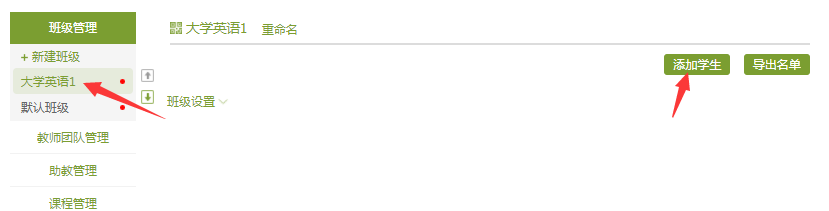 班级管理
+ 新建班级
大学英语1
默认班级
教师团队管理
助教管理
课程管理
大学英语1 重命名
添加学生 导出名单
班级设置